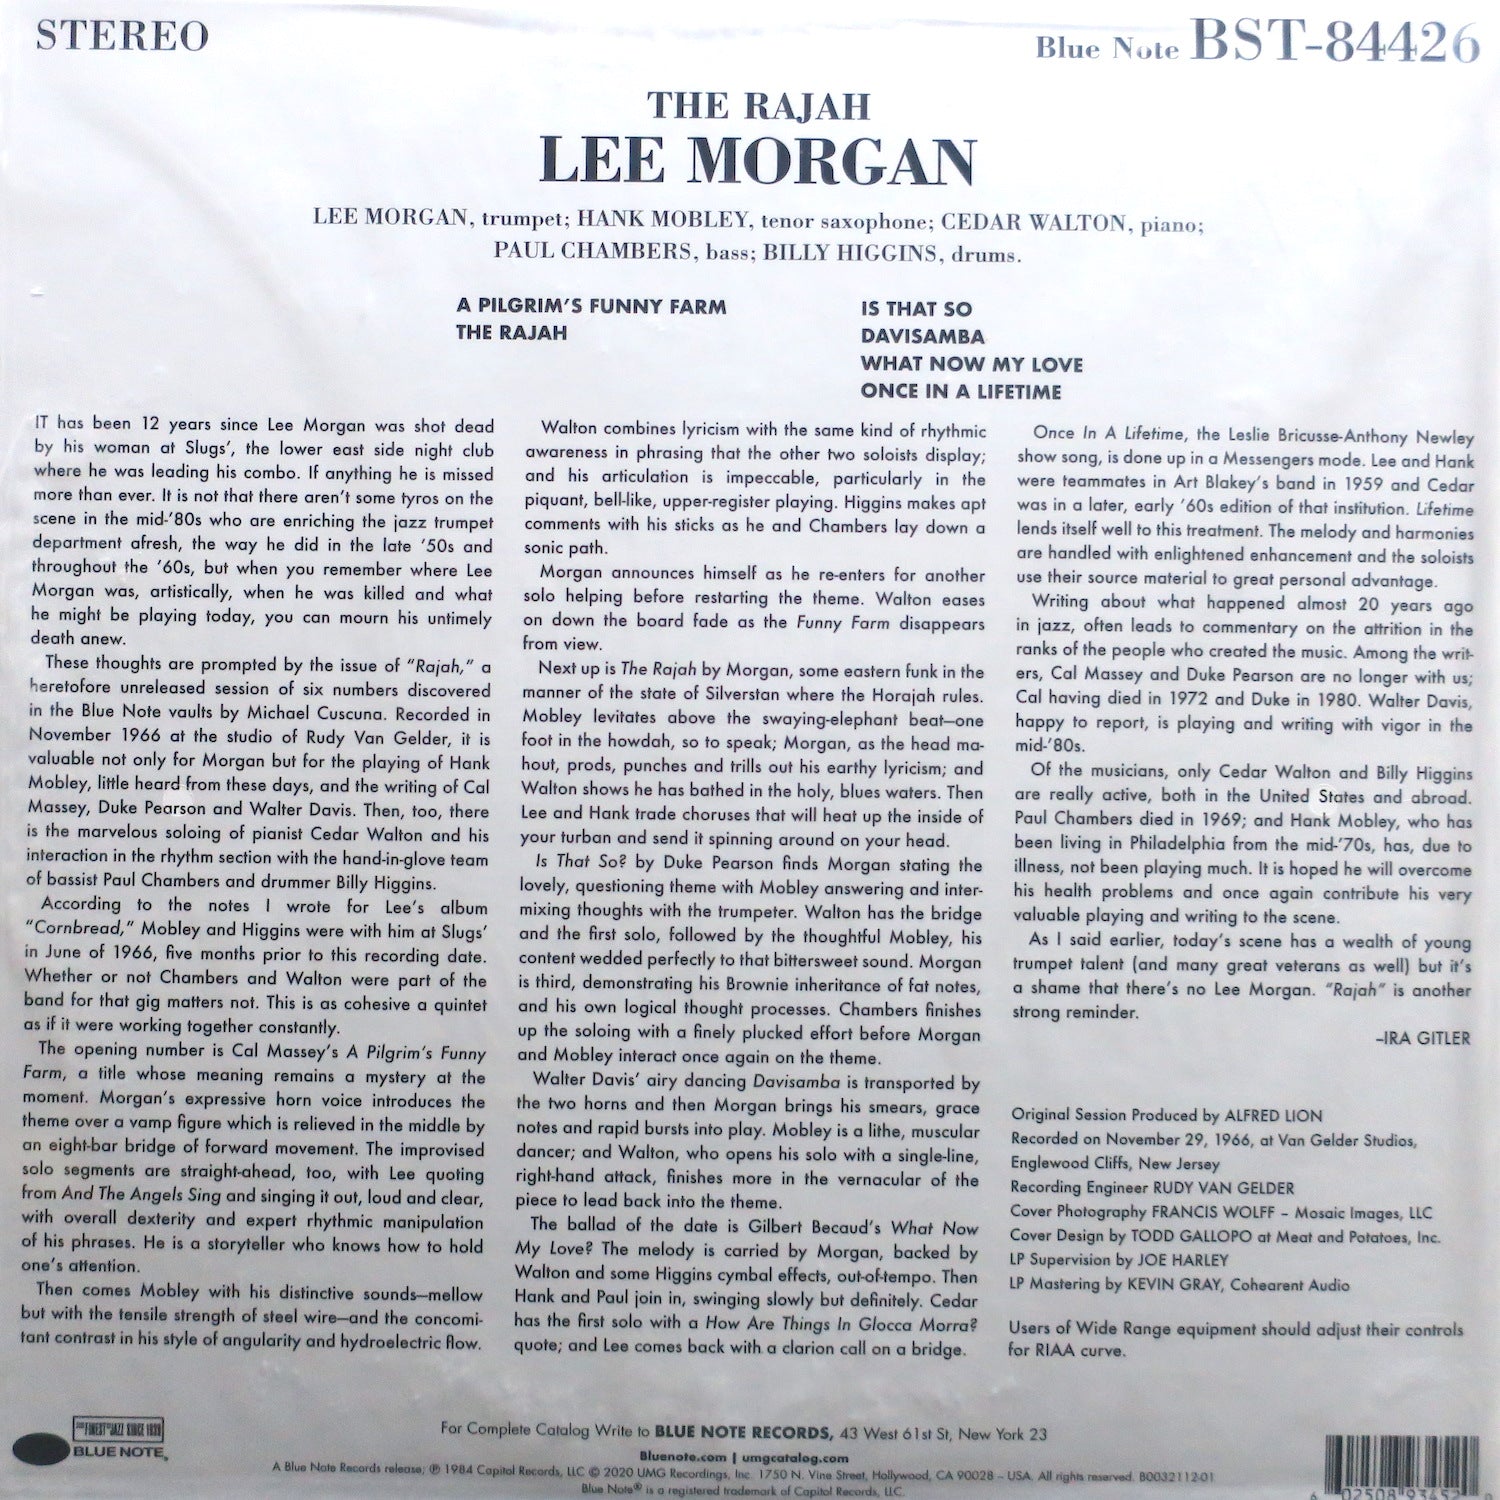 STEREO
Blue Note BST-84426
THE RAJAH
LEE MORGAN
LEE MORGAN, trumpet; HANK MOBLEY, tenor saxophone; CEDAR WALTON, piano;
PAUL CHAMBERS, bass; BILLY HIGGINS, drums.
A PILGRIM'S FUNNY FARM
THE RAJAH
IS THAT SO
DAVISAMBA
WHAT NOW MY LOVE
ONCE IN A LIFETIME
IT has been 12 years since Lee Morgan was shot dead
by his woman at Slugs', the lower east side night club
where he was leading his combo. If anything he is missed
more than ever. It is not that there aren't some tyros on the
scene in the mid-'80s who are enriching the jazz trumpet
department afresh, the way he did in the late '50s and
throughout the '60s, but when you remember where Lee
Morgan was, artistically, when he was killed and what
he might be playing today, you can mourn his untimely
death anew.
These thoughts are prompted by the issue of "Rajah," a
heretofore unreleased session of six numbers discovered
in the Blue Note vaults by Michael Cuscuna. Recorded in
November 1966 at the studio of Rudy Van Gelder, it is
valuable not only for Morgan but for the playing of Hank
Mobley, little heard from these days, and the writing of Cal
Massey, Duke Pearson and Walter Davis. Then, too, there
is the marvelous soloing of pianist Cedar Walton and his
interaction in the rhythm section with the hand-in-glove team
of bassist Paul Chambers and drummer Billy Higgins.
According to the notes I wrote for Lee's album
"Cornbread," Mobley and Higgins were with him at Slugs'
in June of 1966, five months prior to this recording date.
Whether or not Chambers and Walton were part of the
band for that gig matters not. This is as cohesive a quintet
as if it were working together constantly.
The opening number is Cal Massey's A Pilgrim's Funny
Farm, a title whose meaning remains a mystery at the
moment. Morgan's expressive horn voice introduces the
theme over a vamp figure which is relieved in the middle by
an eight-bar bridge of forward movement. The improvised
solo segments are straight-ahead, too, with Lee quoting
from And The Angels Sing and singing it out, loud and clear,
with overall dexterity and expert rhythmic manipulation
of his phrases. He is a storyteller who knows how to hold
one's attention.
Then comes Mobley with his distinctive sounds—mellow
but with the tensile strength of steel wire—and the concomi-
tant contrast in his style of angularity and hydroelectric flow.
Walton combines lyricism with the same kind of rhythmic
awareness in phrasing that the other two soloists display;
and his articulation is impeccable, particularly in the
piquant, bell-like, upper-register playing. Higgins makes apt
comments with his sticks as he and Chambers lay down a
sonic path.
Morgan announces himself as he re-enters for another
solo helping before restarting the theme. Walton eases
on down the board fade as the Funny Farm disappears
from view.
Next up is The Rajah by Morgan, some eastern funk in the
manner of the state of Silverstan where the Horajah rules.
Mobley levitates above the swaying-elephant beat—one
foot in the howdah, so to speak; Morgan, as the head ma-
hout, prods, punches and trills out his earthy lyricism; and
Walton shows he has bathed in the holy, blues waters. Then
Lee and Hank trade choruses that will heat up the inside of
your turban and send it spinning around on your head.
Is That So? by Duke Pearson finds Morgan stating the
lovely, questioning theme with Mobley answering and inter-
mixing thoughts with the trumpeter. Walton has the bridge
and the first solo, followed by the thoughtful Mobley, his
content wedded perfectly to that bittersweet sound. Morgan
is third, demonstrating his Brownie inheritance of fat notes,
and his own logical thought processes. Chambers finishes
up the soloing with a finely plucked effort before Morgan
and Mobley interact once again on the theme.
Walter Davis' airy dancing Davisamba is transported by
the two horns and then Morgan brings his smears, grace
notes and rapid bursts into play. Mobley is a lithe, muscular
dancer; and Walton, who opens his solo with a single-line,
right-hand attack, finishes more in the vernacular of the
piece to lead back into the theme.
The ballad of the date is Gilbert Becaud's What Now
My Love? The melody is carried by Morgan, backed by
Walton and some Higgins cymbal effects, out-of-tempo. Then
Hank and Paul join in, swinging slowly but definitely. Cedar
has the first solo with a How Are Things In Glocca Morra?
quote; and Lee comes back with a clarion call on a bridge.
Once In A Lifetime, the Leslie Bricusse-Anthony Newley
show song, is done up in a Messengers mode. Lee and Hank
were teammates in Art Blakey's band in 1959 and Cedar
was in a later, early '60s edition of that institution. Lifetime
lends itself well to this treatment. The melody and harmonies
are handled with enlightened enhancement and the soloists
use their source material to great personal advantage.
Writing about what happened almost 20 years ago
in jazz, often leads to commentary on the attrition in the
ranks of the people who created the music. Among the writ-
ers, Cal Massey and Duke Pearson are no longer with us;
Cal having died in 1972 and Duke in 1980. Walter Davis,
happy to report, is playing and writing with vigor in the
mid-'80s.
Of the musicians, only Cedar Walton and Billy Higgins
are really active, both in the United States and abroad.
Paul Chambers died in 1969; and Hank Mobley, who has
been living in Philadelphia from the mid-'70s, has, due to
illness, not been playing much. It is hoped he will overcome
his health problems and once again contribute his very
valuable playing and writing to the scene.
As I said earlier, today's scene has a wealth of young
trumpet talent (and many great veterans as well) but it's
a shame that there's no Lee Morgan. "Rajah" is another
strong reminder.
–IRA GITLER
Original Session Produced by ALFRED LION
Recorded on November 29, 1966, at Van Gelder Studios,
Englewood Cliffs, New Jersey
Recording Engineer RUDY VAN GELDER
Cover Photography FRANCIS WOLFF – Mosaic Images, LLC
Cover Design by TODD GALLOPO at Meat and Potatoes, Inc.
LP Supervision by JOE HARLEY
LP Mastering by KEVIN GRAY, Cohearent Audio
Users of Wide Range equipment should adjust their controls
for RIAA curve.
THE FINEST IN JAZZ SINCE 1939
BLUE NOTE
For Complete Catalog Write to BLUE NOTE RECORDS, 43 West 61st St, New York 23
Bluenote.com | umgcatalog.com
A Blue Note Records release; ℗ 1984 Capitol Records, LLC © 2020 UMG Recordings, Inc. 1750 N. Vine Street, Hollywood, CA 90028 – USA. All rights reserved. B0032112-01
Blue Note® is a registered trademark of Capitol Records, LLC.